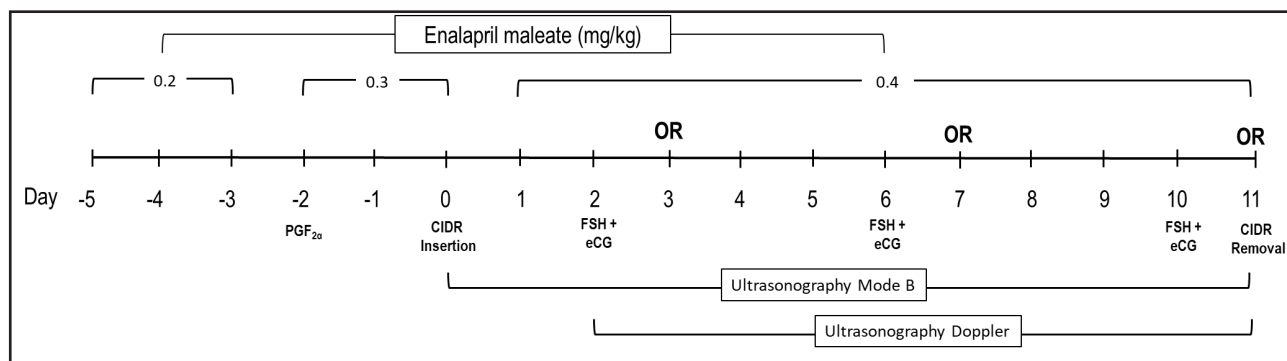 Enalapril maleate (mg/kg)
0.2 0.3 0.4
OR OR OR
Day -5 -4 -3 -2 -1 0 1 2 3 4 5 6 7 8 9 10 11
PGF2α CIDR Insertion FSH + eCG FSH + eCG FSH + eCG CIDR Removal
Ultrasonography Mode B
Ultrasonography Doppler